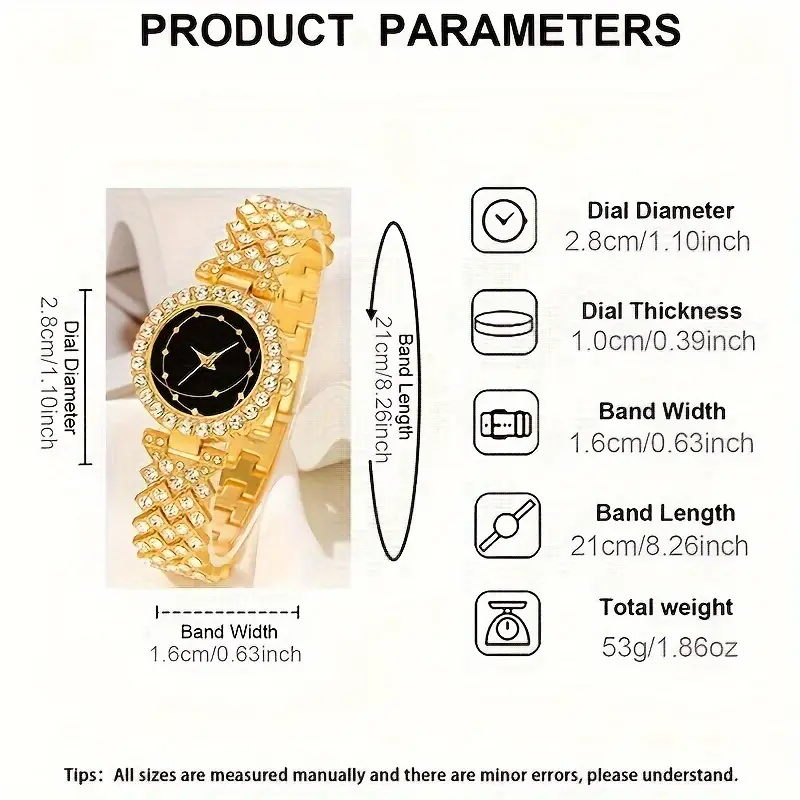 PRODUCT PARAMETERS
Dial Diameter
2.8cm/1.10inch
Band Length
21cm/8.26inch
Band Width
1.6cm/0.63inch
Dial Diameter
2.8cm/1.10inch
Dial Thickness
1.0cm/0.39inch
Band Width
1.6cm/0.63inch
Band Length
21cm/8.26inch
Total weight
53g/1.86oz
Tips: All sizes are measured manually and there are minor errors, please understand.